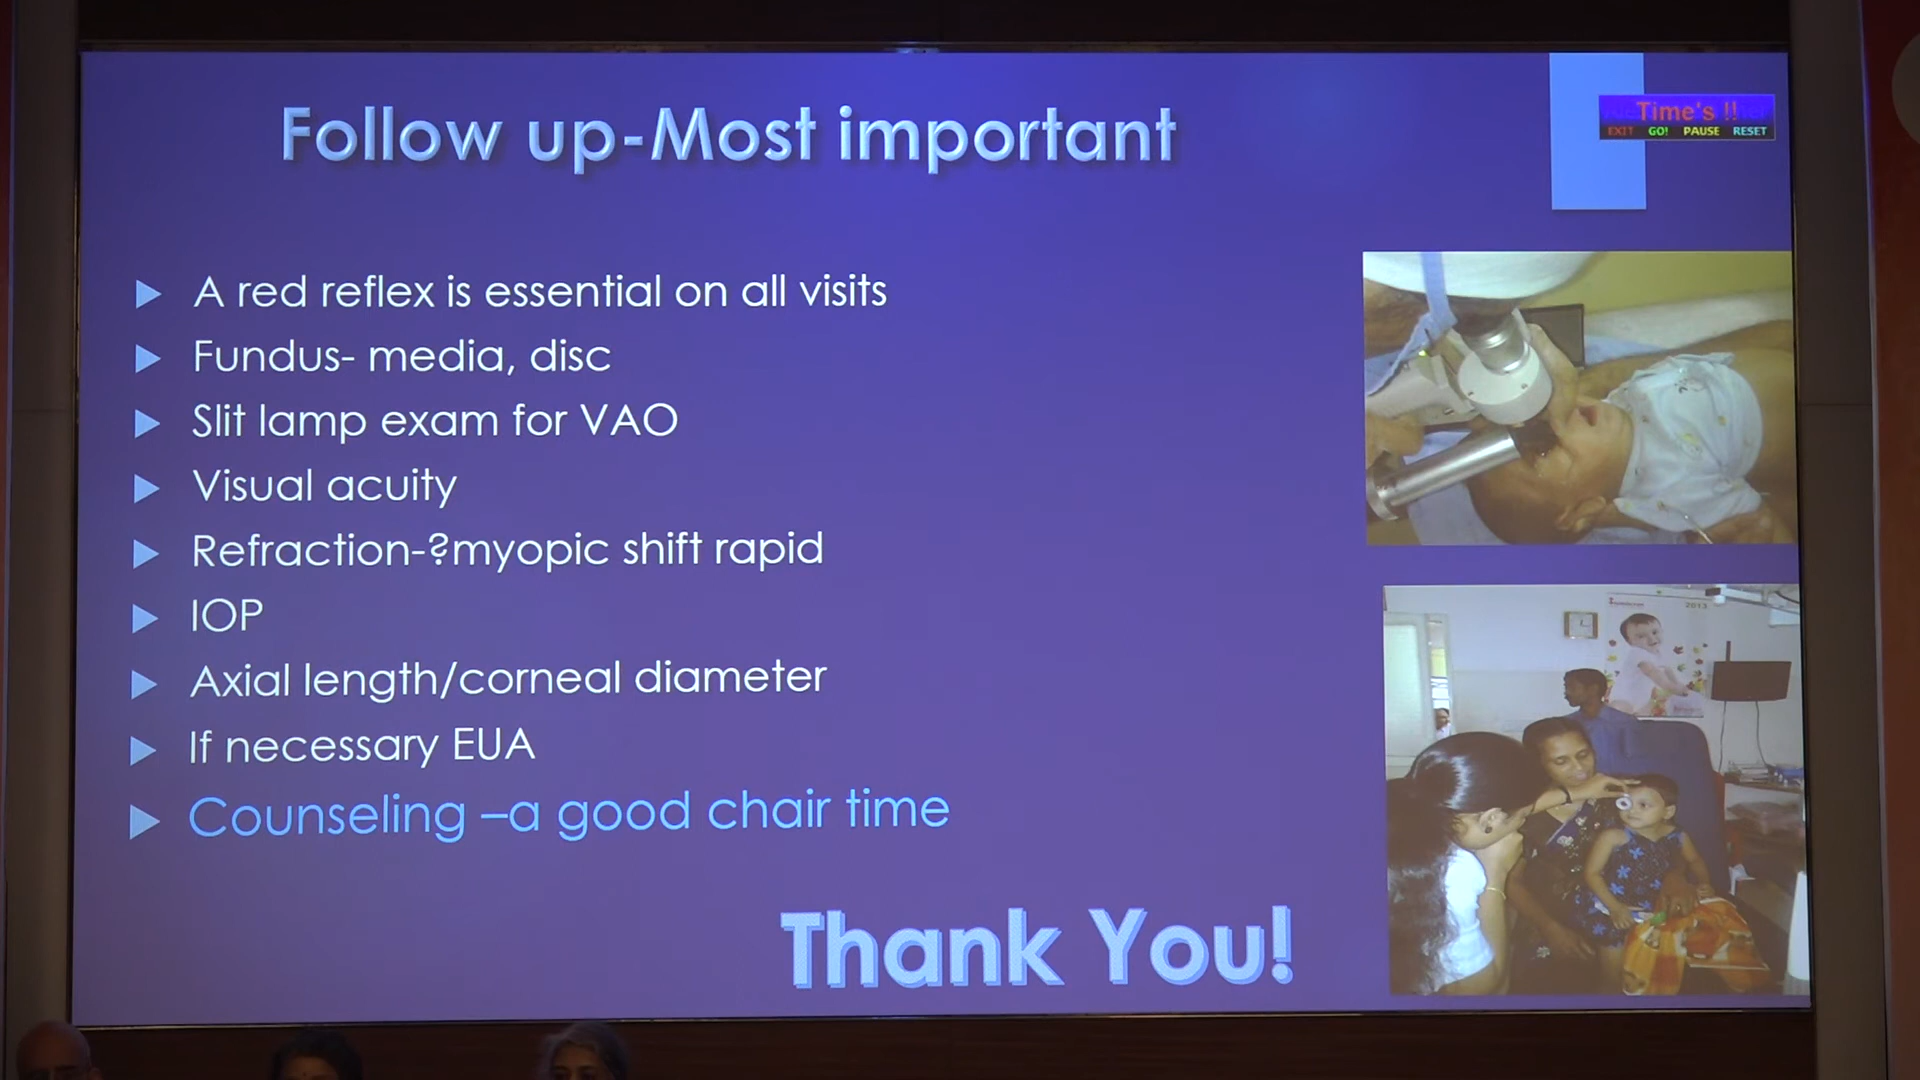 Follow up-Most important
Time's !!
EXIT GO! PAUSE RESET
A red reflex is essential on all visits
Fundus- media, disc
Slit lamp exam for VAO
Visual acuity
Refraction-?myopic shift rapid
IOP
Axial length/corneal diameter
If necessary EUA
Counseling –a good chair time
2013
Thank You!